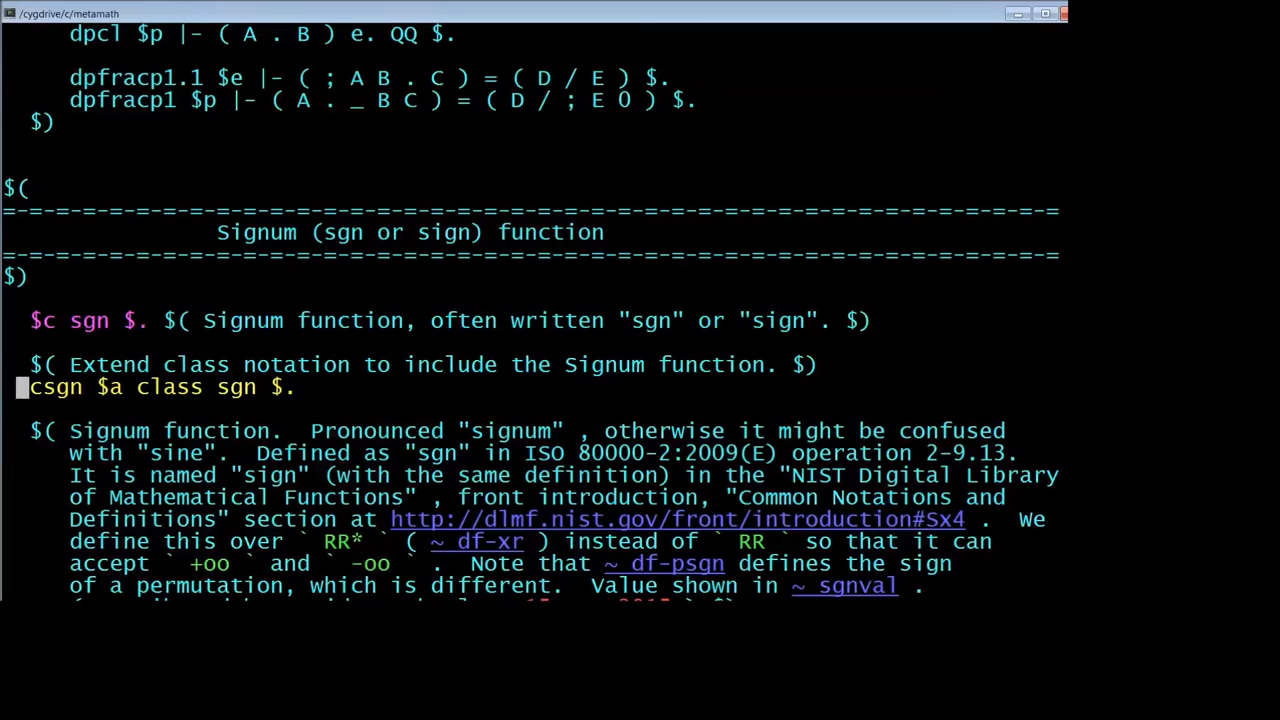 /cygdrive/c/metamath
dpcl $p |- ( A . B ) e. QQ $.
dpfracp1.1 $e |- ( ; A B . C ) = ( D / E ) $.
dpfracp1 $p |- ( A . _ B C ) = ( D / ; E 0 ) $.
$)
$(
=-=-=-=-=-=-=-=-=-=-=-=-=-=-=-=-=-=-=-=-=-=-=-=-=-=-=-=-=-=-=-=-=-=-=-=-=-=-=-=
Signum (sgn or sign) function
=-=-=-=-=-=-=-=-=-=-=-=-=-=-=-=-=-=-=-=-=-=-=-=-=-=-=-=-=-=-=-=-=-=-=-=-=-=-=-=
$)
$c sgn $. $( Signum function, often written "sgn" or "sign". $)
$( Extend class notation to include the Signum function. $)
csgn $a class sgn $.
$( Signum function.  Pronounced "signum" , otherwise it might be confused
with "sine".  Defined as "sgn" in ISO 80000-2:2009(E) operation 2-9.13.
It is named "sign" (with the same definition) in the "NIST Digital Library
of Mathematical Functions" , front introduction, "Common Notations and
Definitions" section at http://dlmf.nist.gov/front/introduction#Sx4 .  We
define this over ` RR* ` ( ~ df-xr ) instead of ` RR ` so that it can
accept ` +oo ` and ` -oo ` .  Note that ~ df-psgn defines the sign
of a permutation, which is different.  Value shown in ~ sgnval .